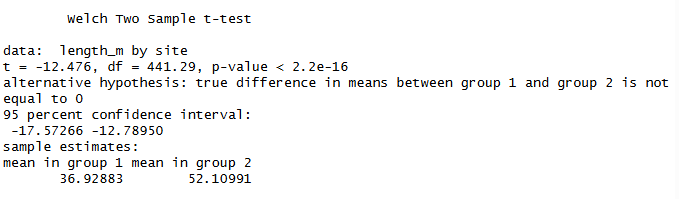 Welch Two Sample t-test
data:  length_m by site
t = -12.476, df = 441.29, p-value < 2.2e-16
alternative hypothesis: true difference in means between group 1 and group 2 is not
equal to 0
95 percent confidence interval:
 -17.57266 -12.78950
sample estimates:
mean in group 1 mean in group 2
       36.92883        52.10991